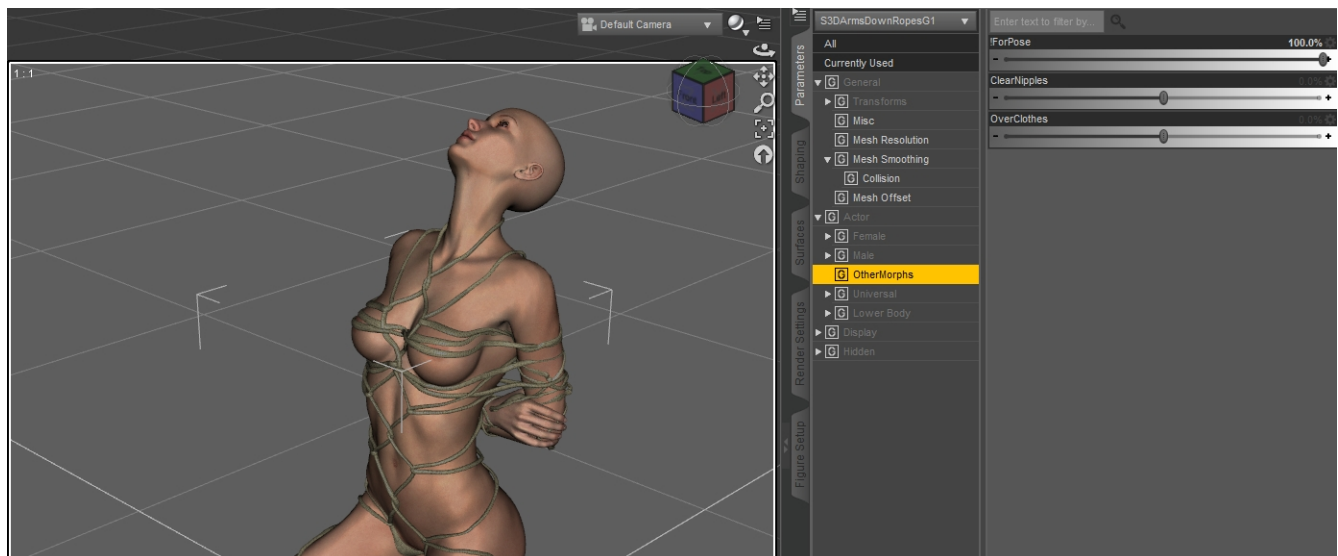 Default Camera
1 : 1
Left
Parameters
Shaping
Surfaces
Render Settings
Figure Setup
S3DArmsDownRopesG1
All
Currently Used
G General
G Transforms
G Misc
G Mesh Resolution
G Mesh Smoothing
G Collision
G Mesh Offset
G Actor
G Female
G Male
G OtherMorphs
G Universal
G Lower Body
G Display
G Hidden
Enter text to filter by...
!ForPose 100.0%
- +
ClearNipples 0.0%
- +
OverClothes 0.0%
- +